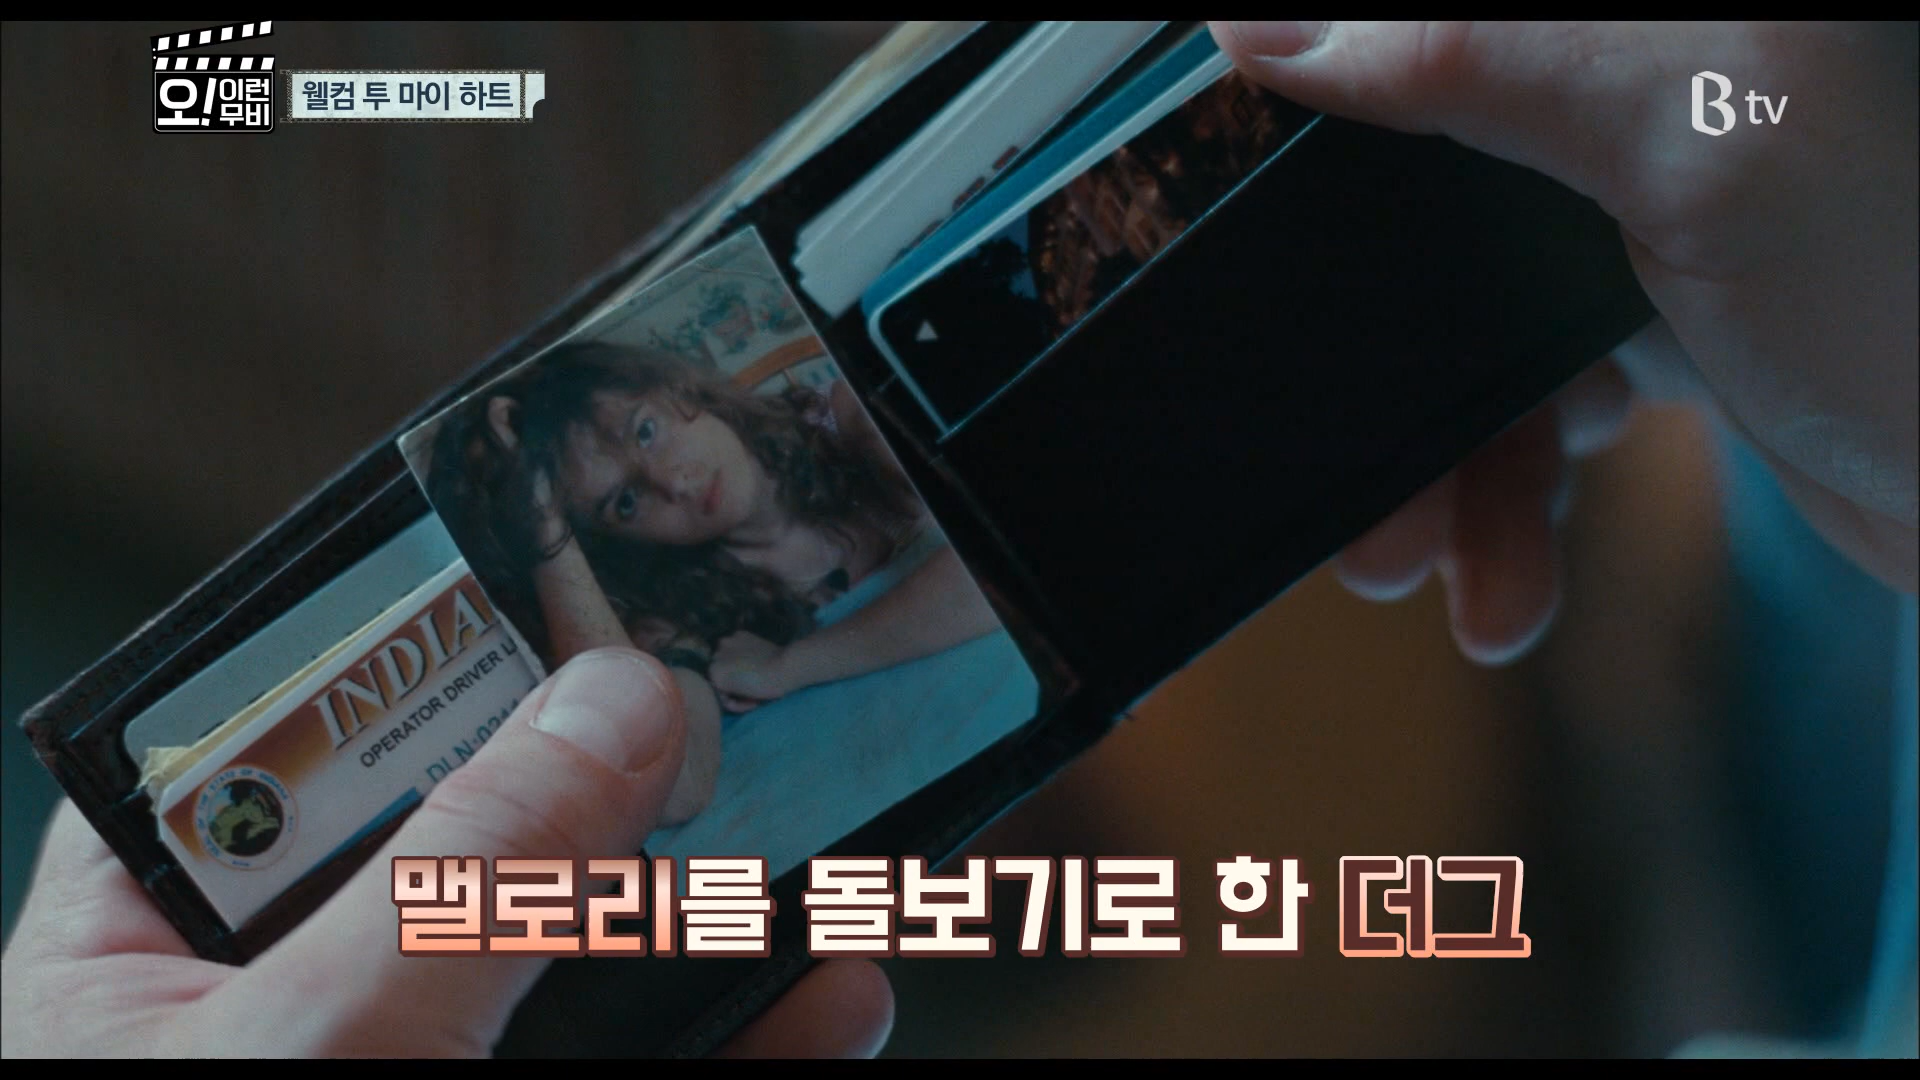 오! 이런 무비
웰컴 투 마이 하트
B tv
INDIA
OPERATOR DRIVER L
맬로리를 돌보기로 한 더그